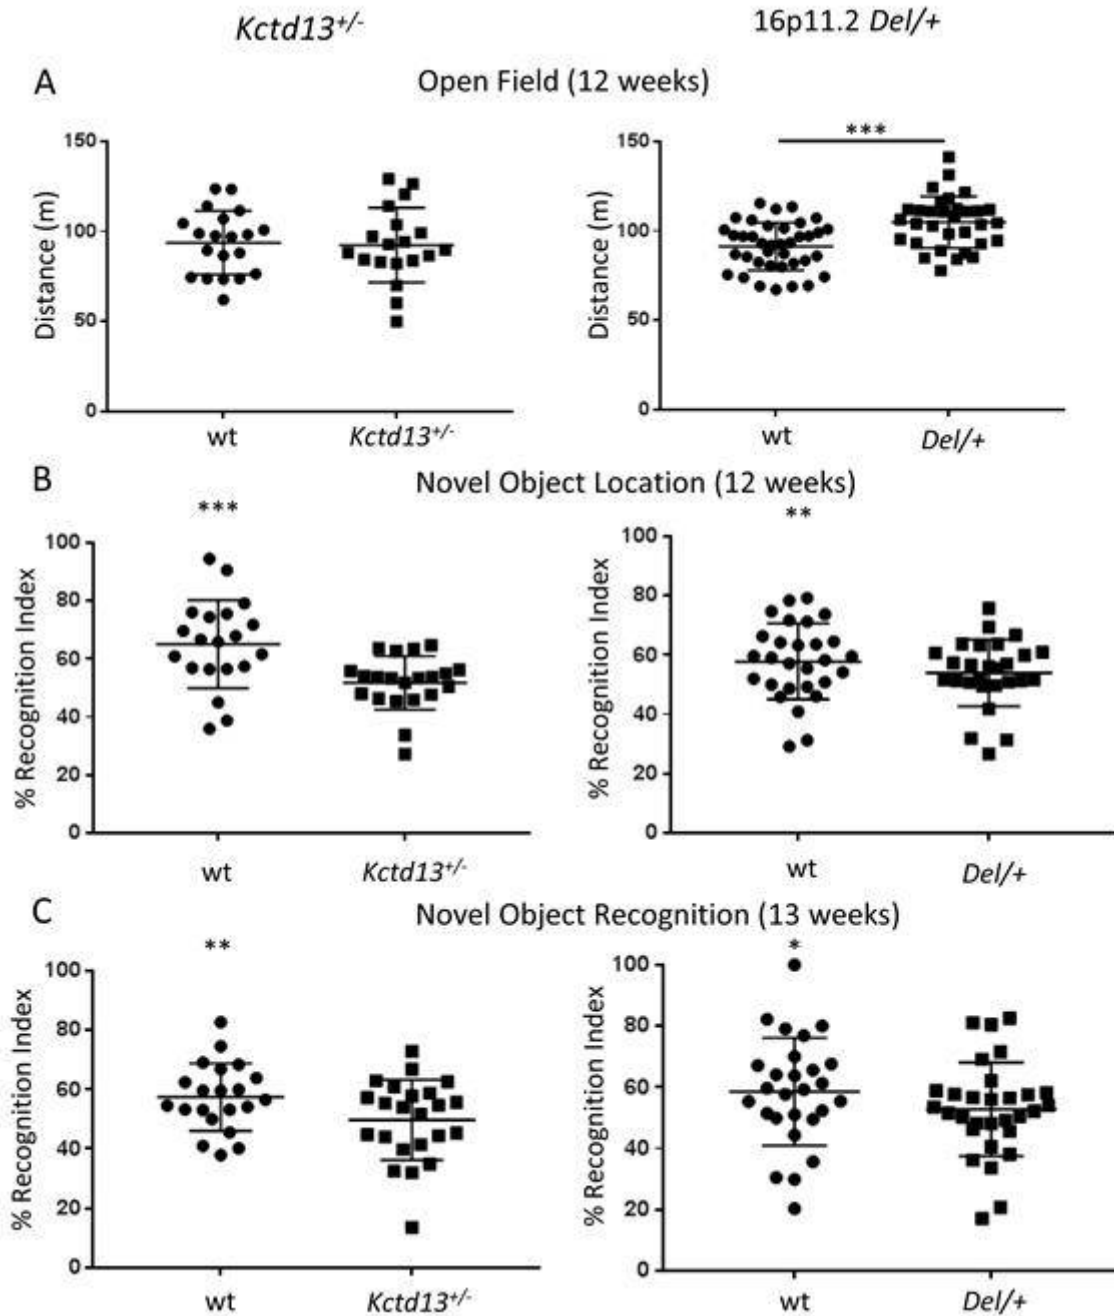 Kctd13+/- 16p11.2 Del/+
A Open Field (12 weeks)
Distance (m)
150
100
50
0
wt Kctd13+/-
Distance (m)
150
100
50
0
***
wt Del/+
B Novel Object Location (12 weeks)
% Recognition Index
100
80
60
40
20
0
***
wt Kctd13+/-
% Recognition Index
100
80
60
40
20
0
**
wt Del/+
C Novel Object Recognition (13 weeks)
% Recognition Index
100
80
60
40
20
0
**
wt Kctd13+/-
% Recognition Index
100
80
60
40
20
0
*
wt Del/+